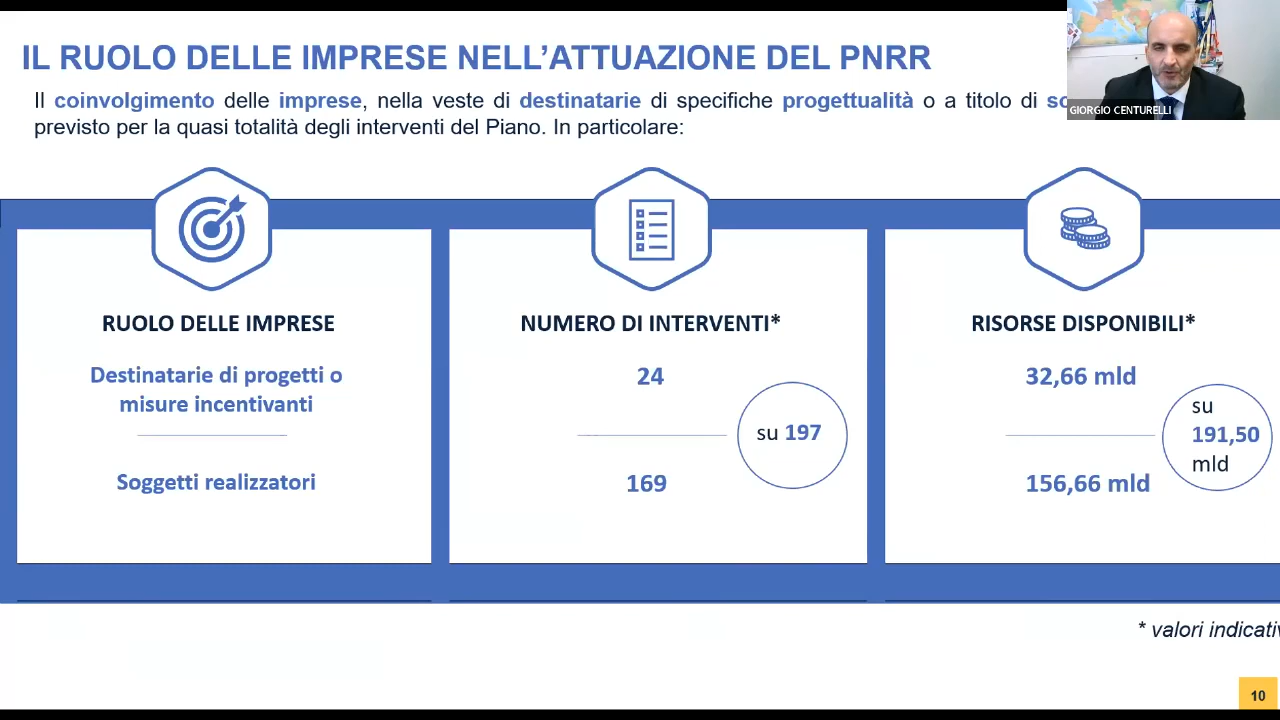 IL RUOLO DELLE IMPRESE NELL'ATTUAZIONE DEL PNRR
Il coinvolgimento delle imprese, nella veste di destinatarie di specifiche progettualità o a titolo di
previsto per la quasi totalità degli interventi del Piano. In particolare:
GIORGIO CENTURELLI
RUOLO DELLE IMPRESE
Destinatarie di progetti o
misure incentivanti
Soggetti realizzatori
NUMERO DI INTERVENTI*
24
su 197
169
RISORSE DISPONIBILI*
32,66 mld
su
191,50
mld
156,66 mld
* valori
10